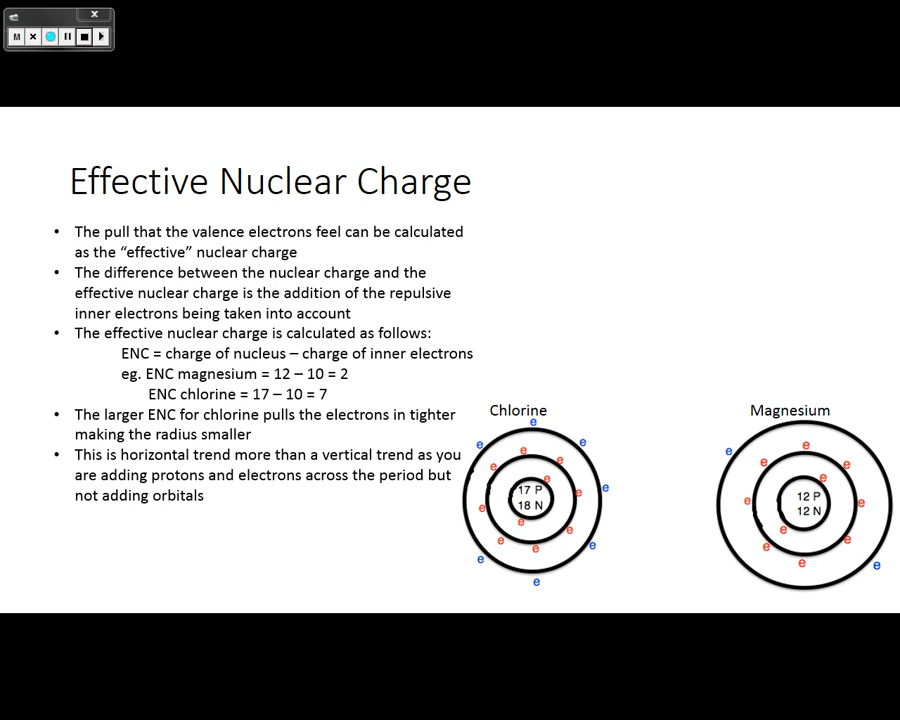 M
Effective Nuclear Charge
• The pull that the valence electrons feel can be calculated
as the “effective” nuclear charge
• The difference between the nuclear charge and the
effective nuclear charge is the addition of the repulsive
inner electrons being taken into account
• The effective nuclear charge is calculated as follows:
ENC = charge of nucleus – charge of inner electrons
eg. ENC magnesium = 12 – 10 = 2
ENC chlorine = 17 – 10 = 7
• The larger ENC for chlorine pulls the electrons in tighter
making the radius smaller
• This is horizontal trend more than a vertical trend as you
are adding protons and electrons across the period but
not adding orbitals
Chlorine
e
e
e
e
e
e
e
e
e
17 P
e
e
18 N
e
e
e
e
e
e
e
e
Magnesium
e
e
e
e
e
e
12 P
e
12 N
e
e
e
e
e